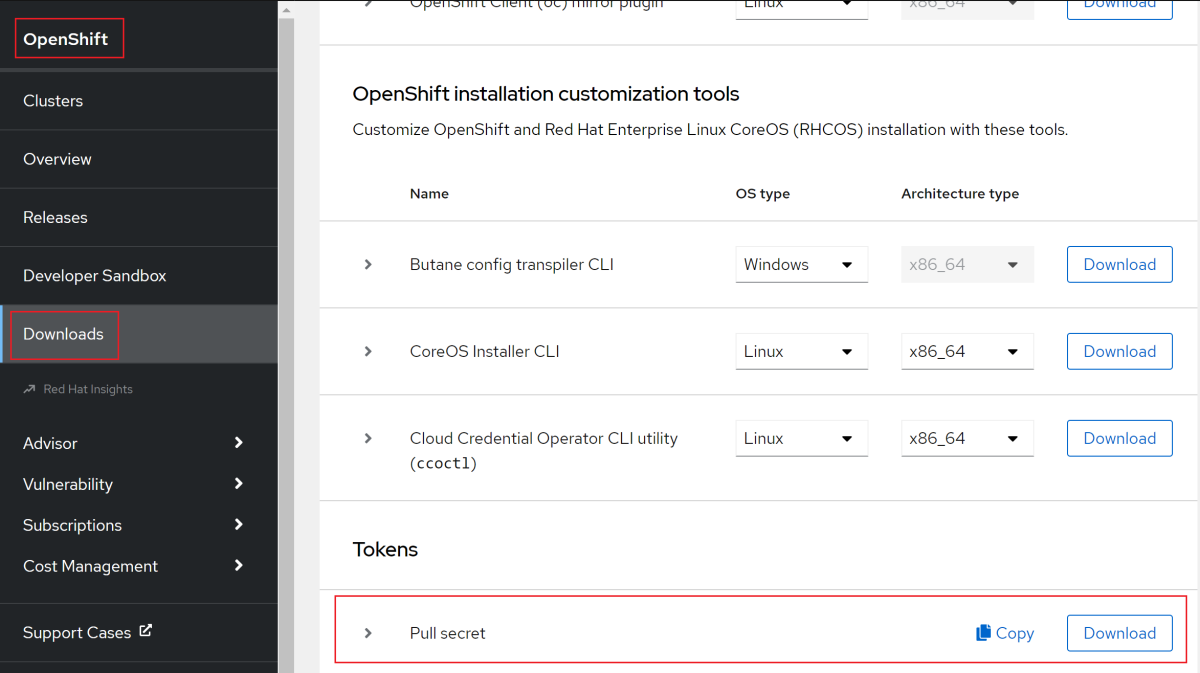 OpenShift
Clusters
Overview
Releases
Developer Sandbox
Downloads
Red Hat Insights
Advisor
Vulnerability
Subscriptions
Cost Management
Support Cases
OpenShift Client (oc) mirror plugin Linux x86_64 Download
OpenShift installation customization tools
Customize OpenShift and Red Hat Enterprise Linux CoreOS (RHCOS) installation with these tools.
Name OS type Architecture type
Butane config transpiler CLI Windows x86_64 Download
CoreOS Installer CLI Linux x86_64 Download
Cloud Credential Operator CLI utility Linux x86_64 Download
(ccoctl)
Tokens
Pull secret Copy Download